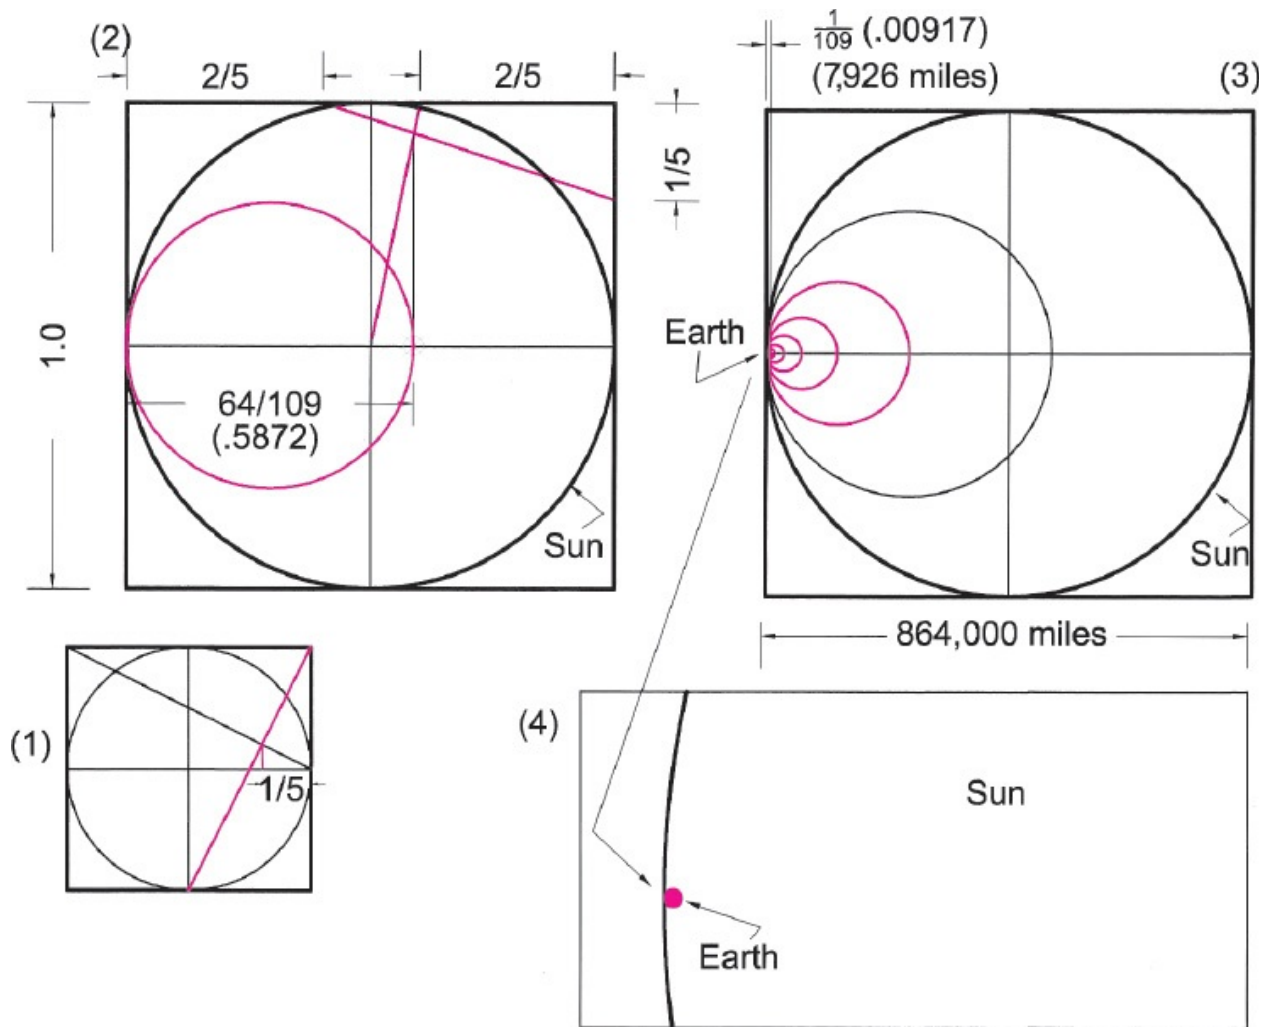 (2)
2/5
2/5
1/5
1.0
64/109
(.5872)
Sun
1/109 (.00917)
(7,926 miles)
(3)
Earth
Sun
864,000 miles
(1)
1/5
(4)
Sun
Earth